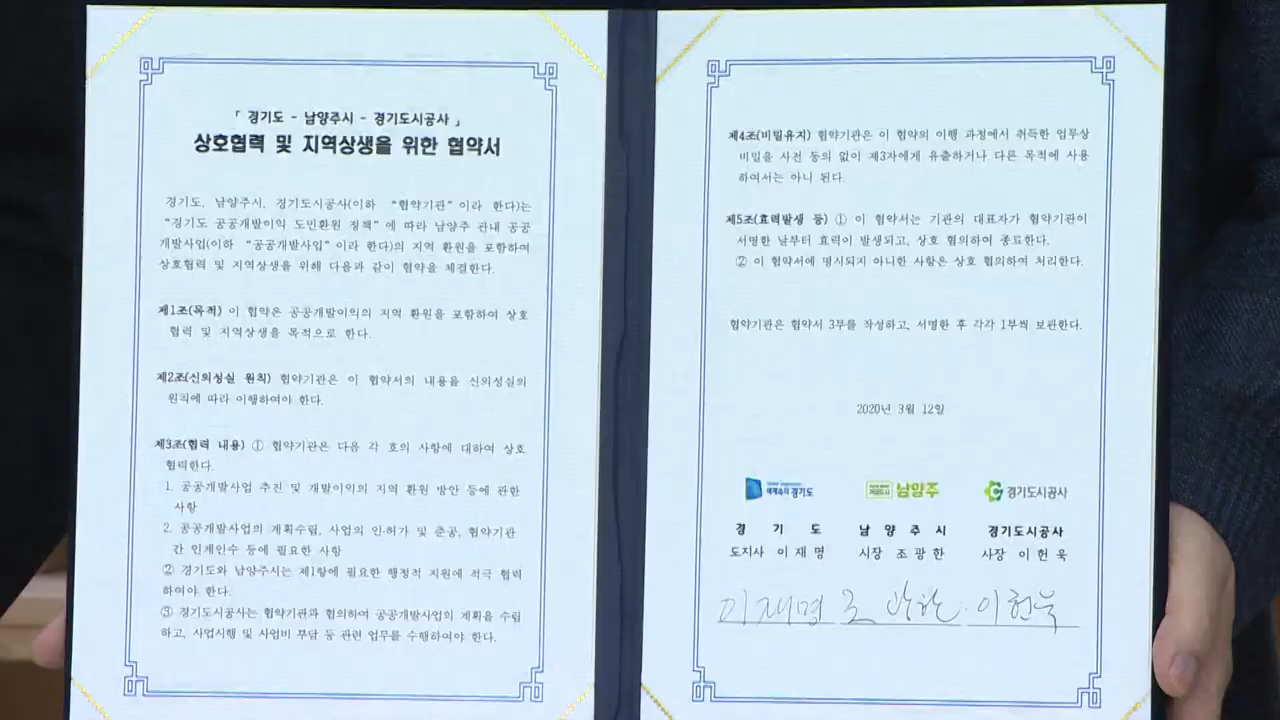 「 경기도 - 남양주시 - 경기도시공사 」
상호협력 및 지역상생을 위한 협약서
경기도, 남양주시, 경기도시공사(이하 “협약기관”이라 한다)는
“경기도 공공개발이익 도민환원 정책”에 따라 남양주 관내 공공
개발사업(이하 “공공개발사업”이라 한다)의 지역 환원을 포함하여
상호협력 및 지역상생을 위해 다음과 같이 협약을 체결한다.
제1조(목적) 이 협약은 공공개발이익의 지역 환원을 포함하여 상호
협력 및 지역상생을 목적으로 한다.
제2조(신의성실 원칙) 협약기관은 이 협약서의 내용을 신의성실의
원칙에 따라 이행하여야 한다.
제3조(협력 내용) ① 협약기관은 다음 각 호의 사항에 대하여 상호
협력한다.
1. 공공개발사업 추진 및 개발이익의 지역 환원 방안 등에 관한
사항
2. 공공개발사업의 계획수립, 사업의 인·허가 및 준공, 협약기관
간 인계인수 등에 필요한 사항
② 경기도와 남양주시는 제1항에 필요한 행정적 지원에 적극 협력
하여야 한다.
③ 경기도시공사는 협약기관과 협의하여 공공개발사업의 계획을 수립
하고, 사업시행 및 사업비 부담 등 관련 업무를 수행하여야 한다.
제4조(비밀유지) 협약기관은 이 협약의 이행 과정에서 취득한 업무상
비밀을 사전 동의 없이 제3자에게 유출하거나 다른 목적에 사용
하여서는 아니 된다.
제5조(효력발생 등) ① 이 협약서는 기관의 대표자가 협약기관이
서명한 날부터 효력이 발생되고, 상호 협의하여 종료한다.
② 이 협약서에 명시되지 아니한 사항은 상호 협의하여 처리한다.
협약기관은 협약서 3부를 작성하고, 서명한 후 각각 1부씩 보관한다.
2020년 3월 12일
세계속의 경기도 남양주 경기도시공사
경 기 도 남 양 주 시 경기도시공사
도지사 이 재 명 시장 조 광 한 사장 이 헌 욱
이재명 조광한 이헌욱